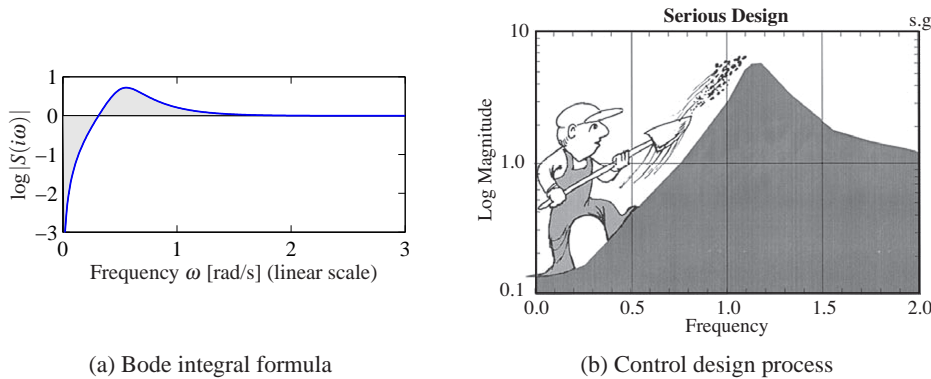 1
0
−1
−2
−3
0
1
2
3
log |S(iω)|
Frequency ω [rad/s] (linear scale)
(a) Bode integral formula
Serious Design
s.g
10
1.0
0.1
Log Magnitude
0.0
0.5
1.0
1.5
2.0
Frequency
(b) Control design process